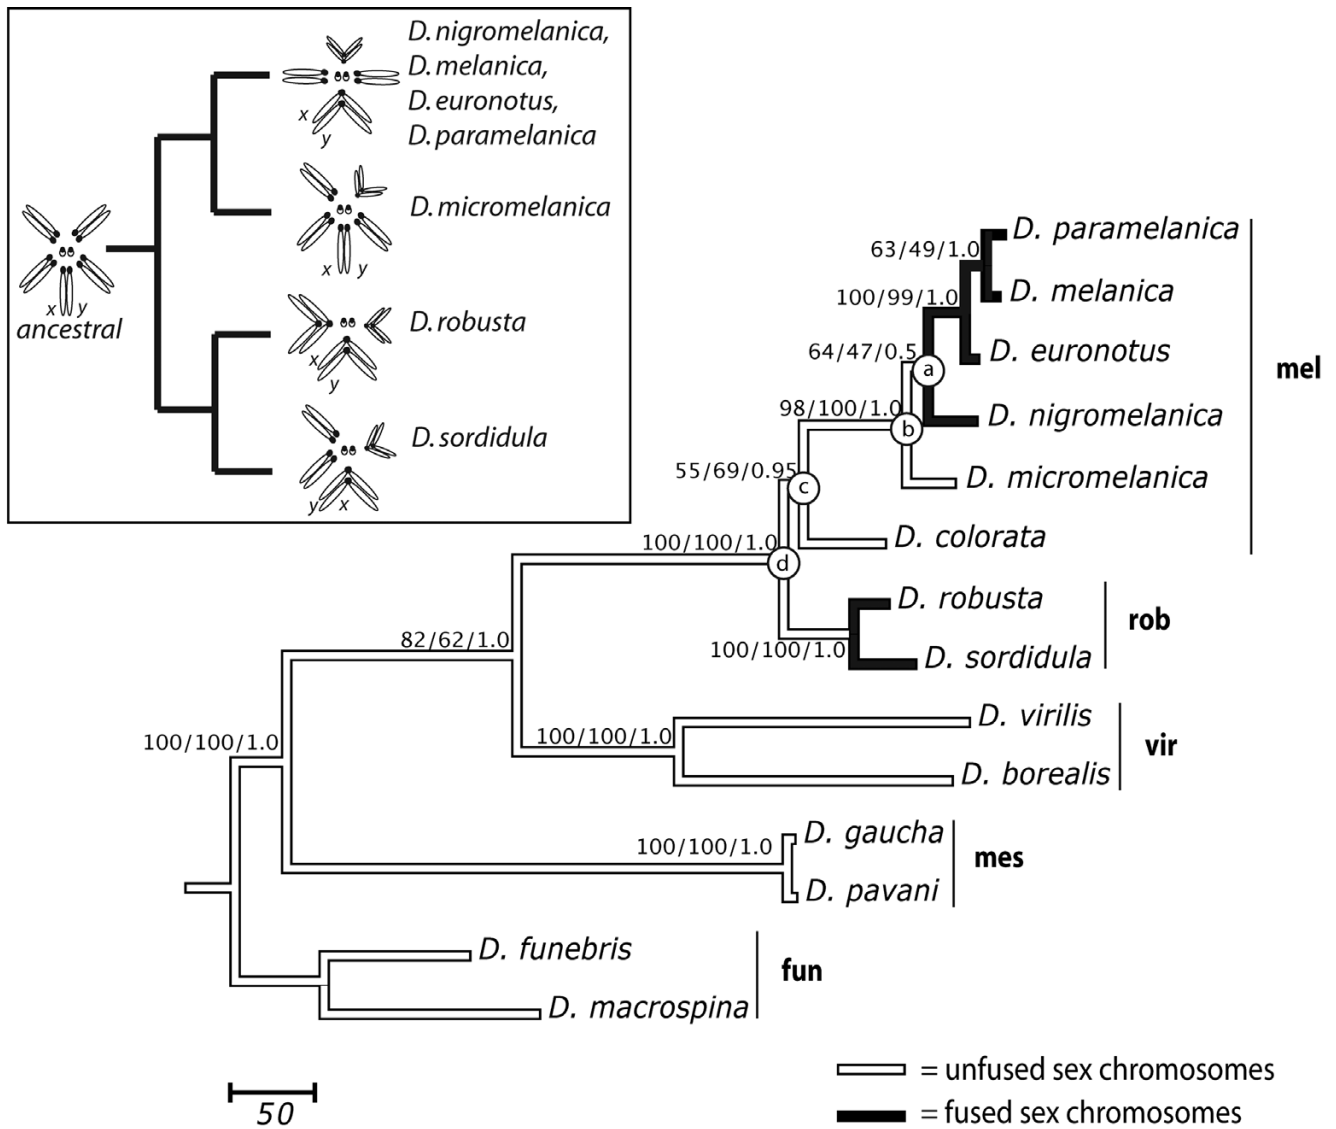 D. nigromelanica,
D. melanica,
D. euronotus,
D. paramelanica
x
y
D. micromelanica
x y
ancestral
x y
D. robusta
x
y
D. sordidula
y x
63/49/1.0
D. paramelanica
D. melanica
100/99/1.0
D. euronotus
64/47/0.5
a
mel
98/100/1.0
b
D. nigromelanica
55/69/0.95
c
D. micromelanica
D. colorata
100/100/1.0
d
D. robusta
rob
100/100/1.0
D. sordidula
82/62/1.0
D. virilis
100/100/1.0
vir
100/100/1.0
D. borealis
D. gaucha
100/100/1.0
mes
D. pavani
D. funebris
fun
D. macrospina
50
= unfused sex chromosomes
= fused sex chromosomes